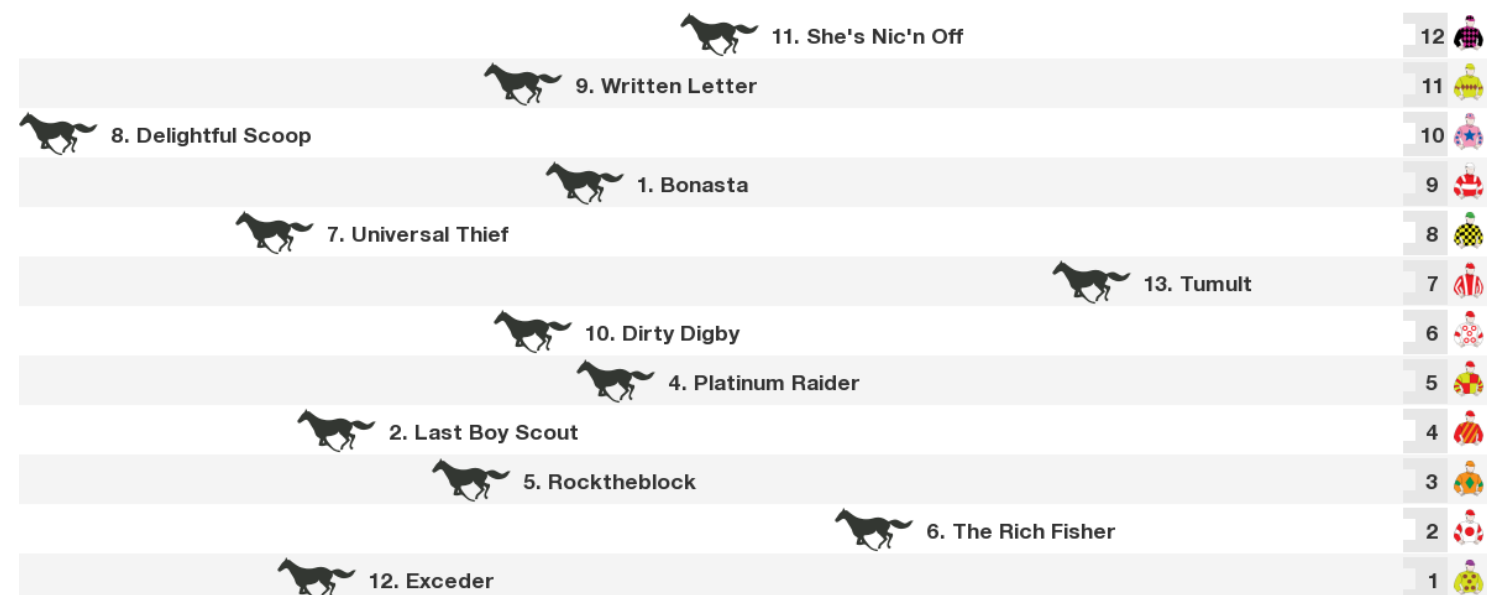 11. She's Nic'n Off 12
9. Written Letter 11
8. Delightful Scoop 10
1. Bonasta 9
7. Universal Thief 8
13. Tumult 7
10. Dirty Digby 6
4. Platinum Raider 5
2. Last Boy Scout 4
5. Rocktheblock 3
6. The Rich Fisher 2
12. Exceder 1